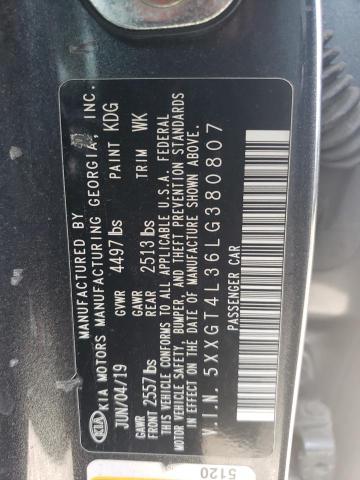 MANUFACTURED BY
KIA KIA MOTORS MANUFACTURING GEORGIA, INC.
JUN/04/19 GVWR 4497 lbs PAINT KDG
GAWR FRONT 2557 lbs GAWR REAR 2513 lbs TRIM WK
THIS VEHICLE CONFORMS TO ALL APPLICABLE U.S.A. FEDERAL
MOTOR VEHICLE SAFETY, BUMPER, AND THEFT PREVENTION STANDARDS
IN EFFECT ON THE DATE OF MANUFACTURE SHOWN ABOVE.
V.I.N. 5XXGT4L36LG380807
PASSENGER CAR
5120